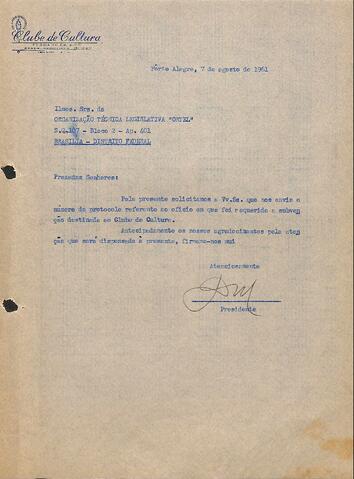 Clube de Cultura
Pôrto Alegre, 7 de agosto de 1961
Ilmos. Srs. da
ORGANIZAÇÃO TÉCNICA LEGISLATIVA "ORTEL"
S.Q.107 - Bloco 2 - Ap. 401
BRASÍLIA - DISTRITO FEDERAL
Prezados Senhores:
Pela presente solicitamos a Vv.Ss. que nos envie o
número do protocolo referente ao ofício em que foi requerido a subven
ção destinada ao Clube de Cultura.
Antecipadamente os nossos agradecimentos pela aten
ção que será dispensada à presente, firmamo-nos mui
Atenciosamente
Presidente